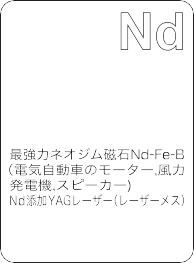 Nd
最強力ネオジム磁石Nd-Fe-B
(電気自動車のモーター,風力
発電機,スピーカー)
Nd添加YAGレーザー(レーザーメス)